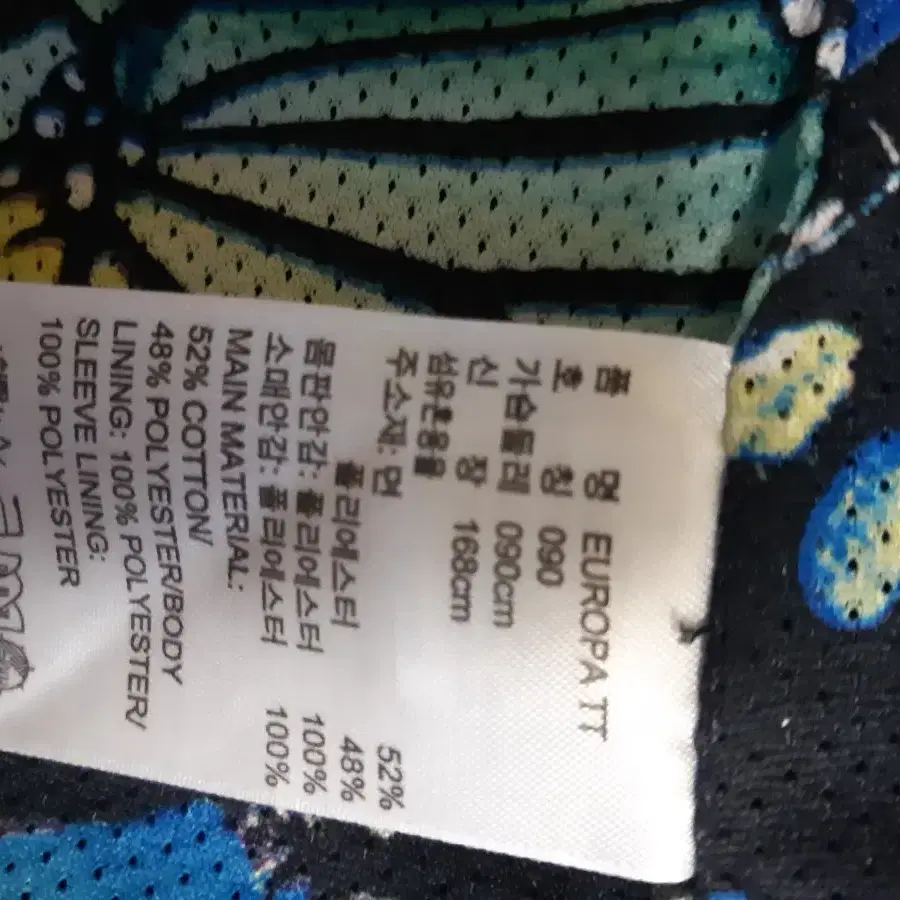 품 명 EUROPA TT
호 칭 090
가슴둘레 090cm
신 장 168cm
섬유혼용율
주소재: 면 52%
폴리에스터 48%
몸판안감: 폴리에스터 100%
소매안감: 폴리에스터 100%
MAIN MATERIAL:
52% COTTON/
48% POLYESTER/BODY
LINING: 100% POLYESTER/
SLEEVE LINING:
100% POLYESTER